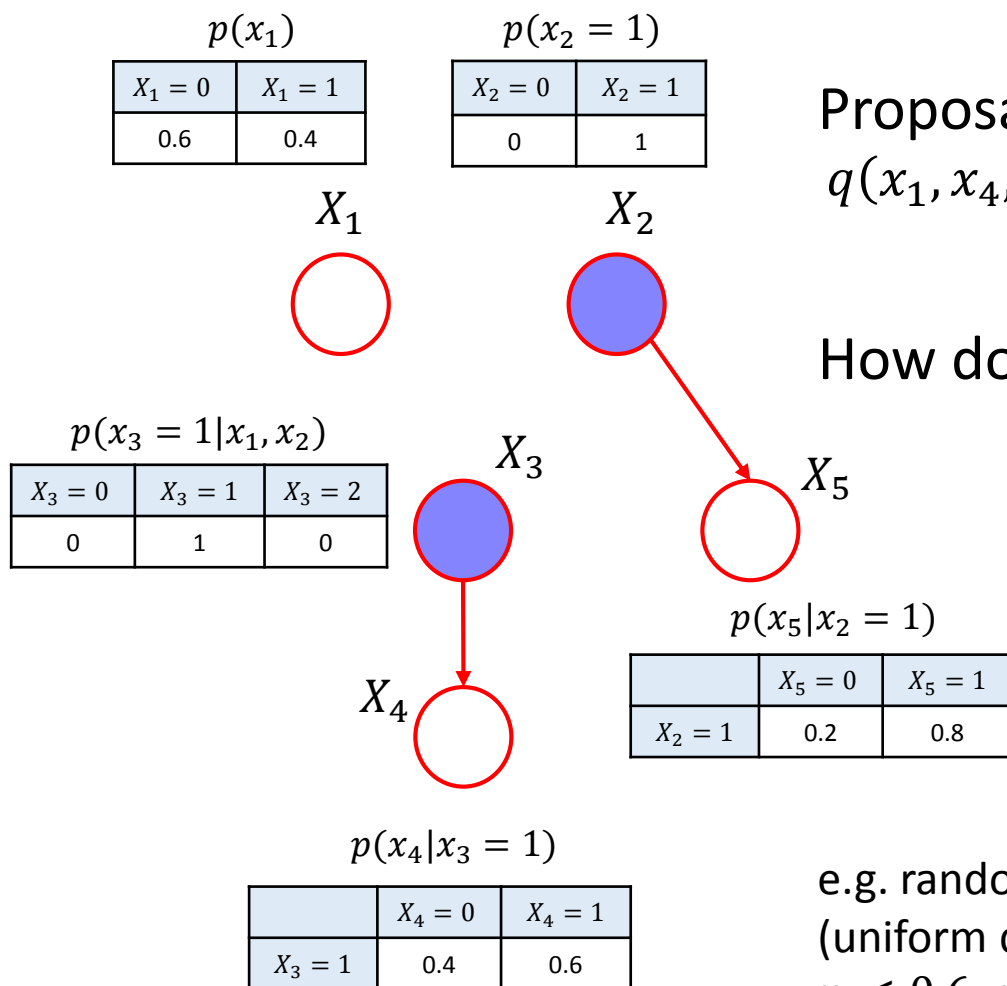 p(x₁)
X₁ = 0 X₁ = 1
0.6 0.4
p(x₂ = 1)
X₂ = 0 X₂ = 1
0 1
X₁
X₂
p(x₃ = 1|x₁, x₂)
X₃ = 0 X₃ = 1 X₃ = 2
0 1 0
X₃
X₅
p(x₅|x₂ = 1)
X₅ = 0 X₅ = 1
X₂ = 1 0.2 0.8
X₄
p(x₄|x₃ = 1)
X₄ = 0 X₄ = 1
X₃ = 1 0.4 0.6
q(x₁, x₄,
How do
e.g.
(uniform